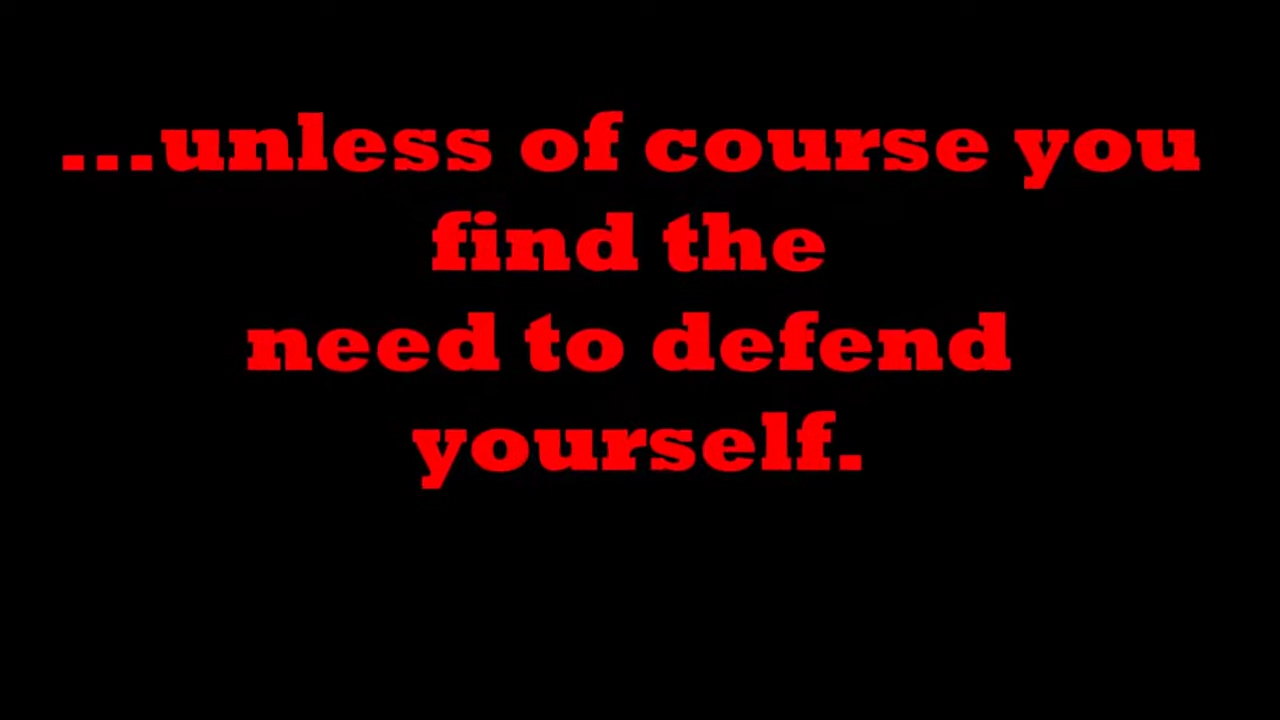 ...unless of course you
find the
need to defend
yourself.